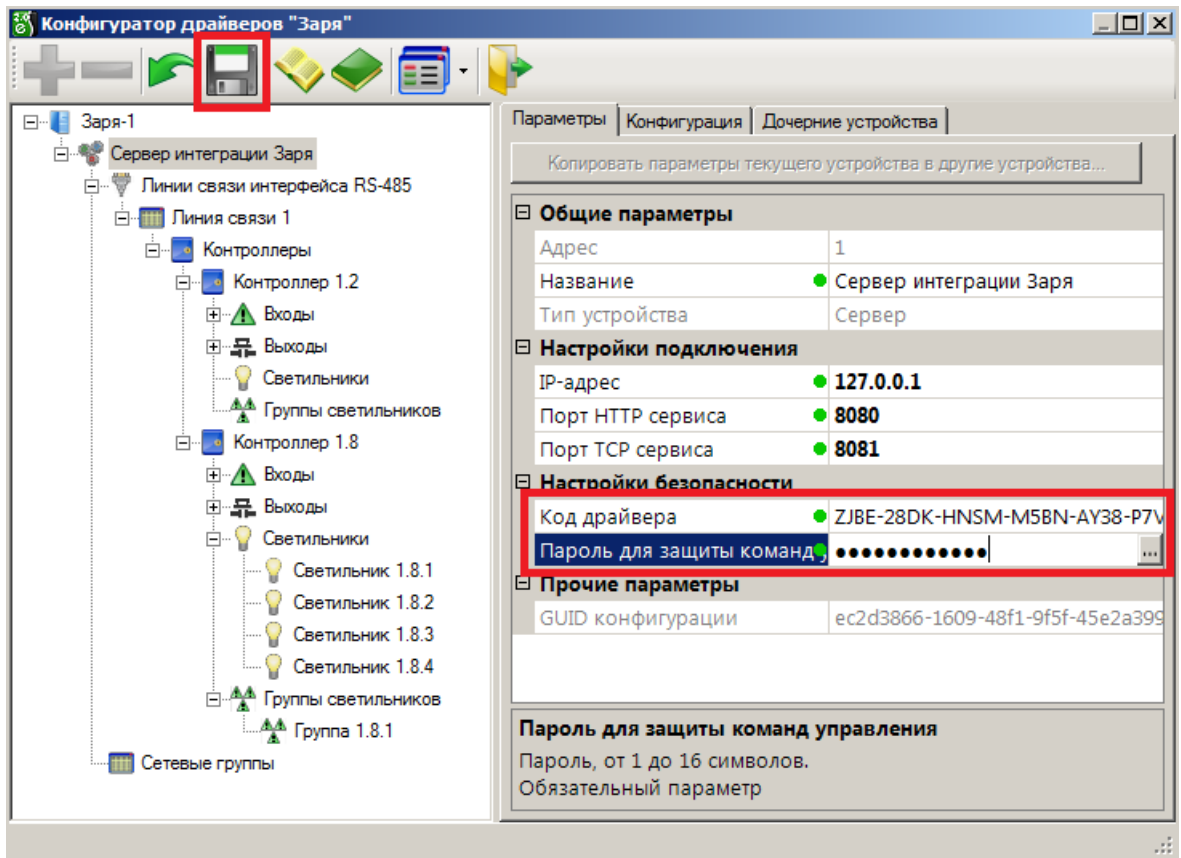 Конфигуратор драйверов "Заря"
Заря-1
Сервер интеграции Заря
Линии связи интерфейса RS-485
Линия связи 1
Контроллеры
Контроллер 1.2
Входы
Выходы
Светильники
Группы светильников
Контроллер 1.8
Входы
Выходы
Светильники
Светильник 1.8.1
Светильник 1.8.2
Светильник 1.8.3
Светильник 1.8.4
Группы светильников
Группа 1.8.1
Сетевые группы
Параметры Конфигурация Дочерние устройства
Копировать параметры текущего устройства в другие устройства...
Общие параметры
Адрес 1
Название Сервер интеграции Заря
Тип устройства Сервер
Настройки подключения
IP-адрес 127.0.0.1
Порт HTTP сервиса 8080
Порт TCP сервиса 8081
Настройки безопасности
Код драйвера ZJBE-28DK-HNSM-M5BN-AY38-P7V
Пароль для защиты команд ●●●●●●●●●●●● ...
Прочие параметры
GUID конфигурации ec2d3866-1609-48f1-9f5f-45e2a399
Пароль для защиты команд управления
Пароль, от 1 до 16 символов.
Обязательный параметр